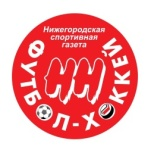 Нижегородская
спортивная
газета
НН
ФУТБОЛ-ХОККЕЙ